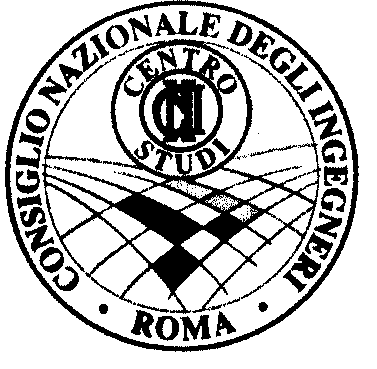 CONSIGLIO NAZIONALE DEGLI INGEGNERI
CENTRO
CNI
STUDI
• ROMA •